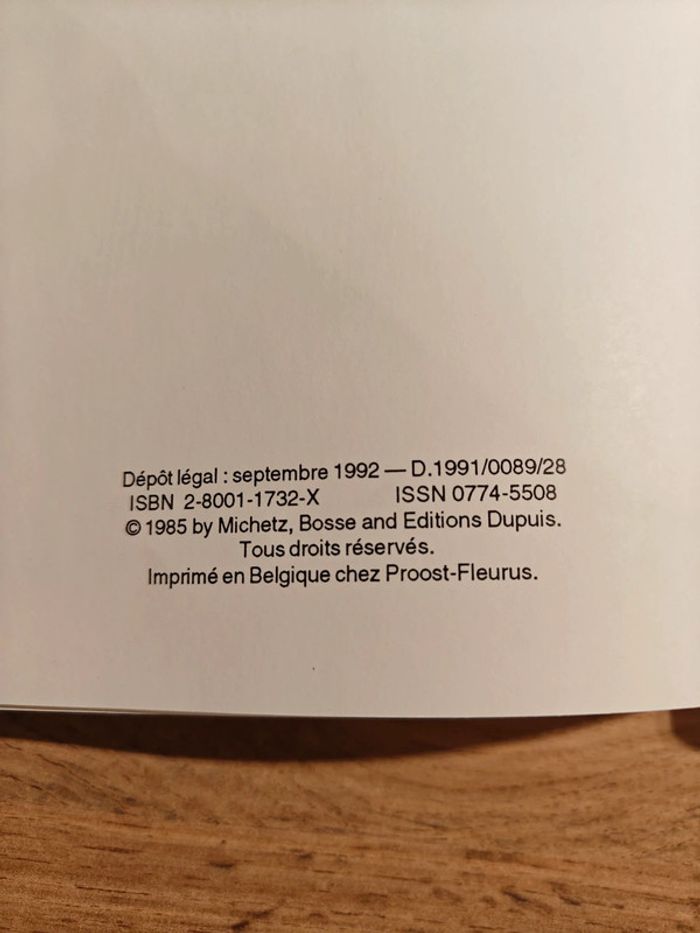 Dépôt légal : septembre 1992 — D.1991/0089/28
ISBN 2-8001-1732-X ISSN 0774-5508
© 1985 by Michetz, Bosse and Editions Dupuis.
Tous droits réservés.
Imprimé en Belgique chez Proost-Fleurus.